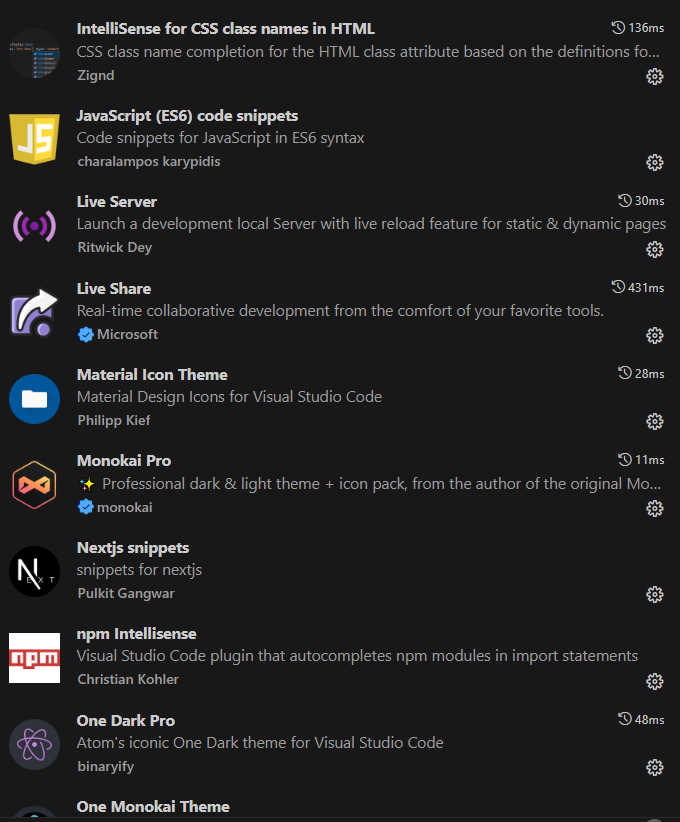 IntelliSense for CSS class names in HTML
136ms
CSS class name completion for the HTML class attribute based on the definitions fo...
Zignd
JS
JavaScript (ES6) code snippets
Code snippets for JavaScript in ES6 syntax
charalampos karypidis
Live Server
30ms
Launch a development local Server with live reload feature for static & dynamic pages
Ritwick Dey
Live Share
431ms
Real-time collaborative development from the comfort of your favorite tools.
Microsoft
Material Icon Theme
28ms
Material Design Icons for Visual Studio Code
Philipp Kief
Monokai Pro
11ms
✨ Professional dark & light theme + icon pack, from the author of the original Mo...
monokai
NEXT
Nextjs snippets
snippets for nextjs
Pulkit Gangwar
npm
npm Intellisense
Visual Studio Code plugin that autocompletes npm modules in import statements
Christian Kohler
One Dark Pro
48ms
Atom's iconic One Dark theme for Visual Studio Code
binaryify
One Monokai Theme